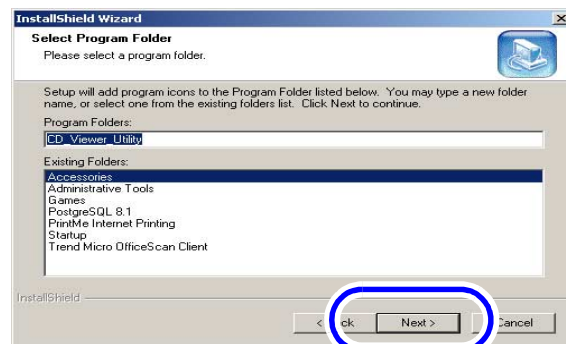 InstallShield Wizard
Select Program Folder
Please select a program folder.
Setup will add program icons to the Program Folder listed below. You may type a new folder
name, or select one from the existing folders list. Click Next to continue.
Program Folders:
CD_Viewer_Utility
Existing Folders:
Accessories
Administrative Tools
Games
PostgreSQL 8.1
PrintMe Internet Printing
Startup
Trend Micro OfficeScan Client
InstallShield
< ck Next > Cancel